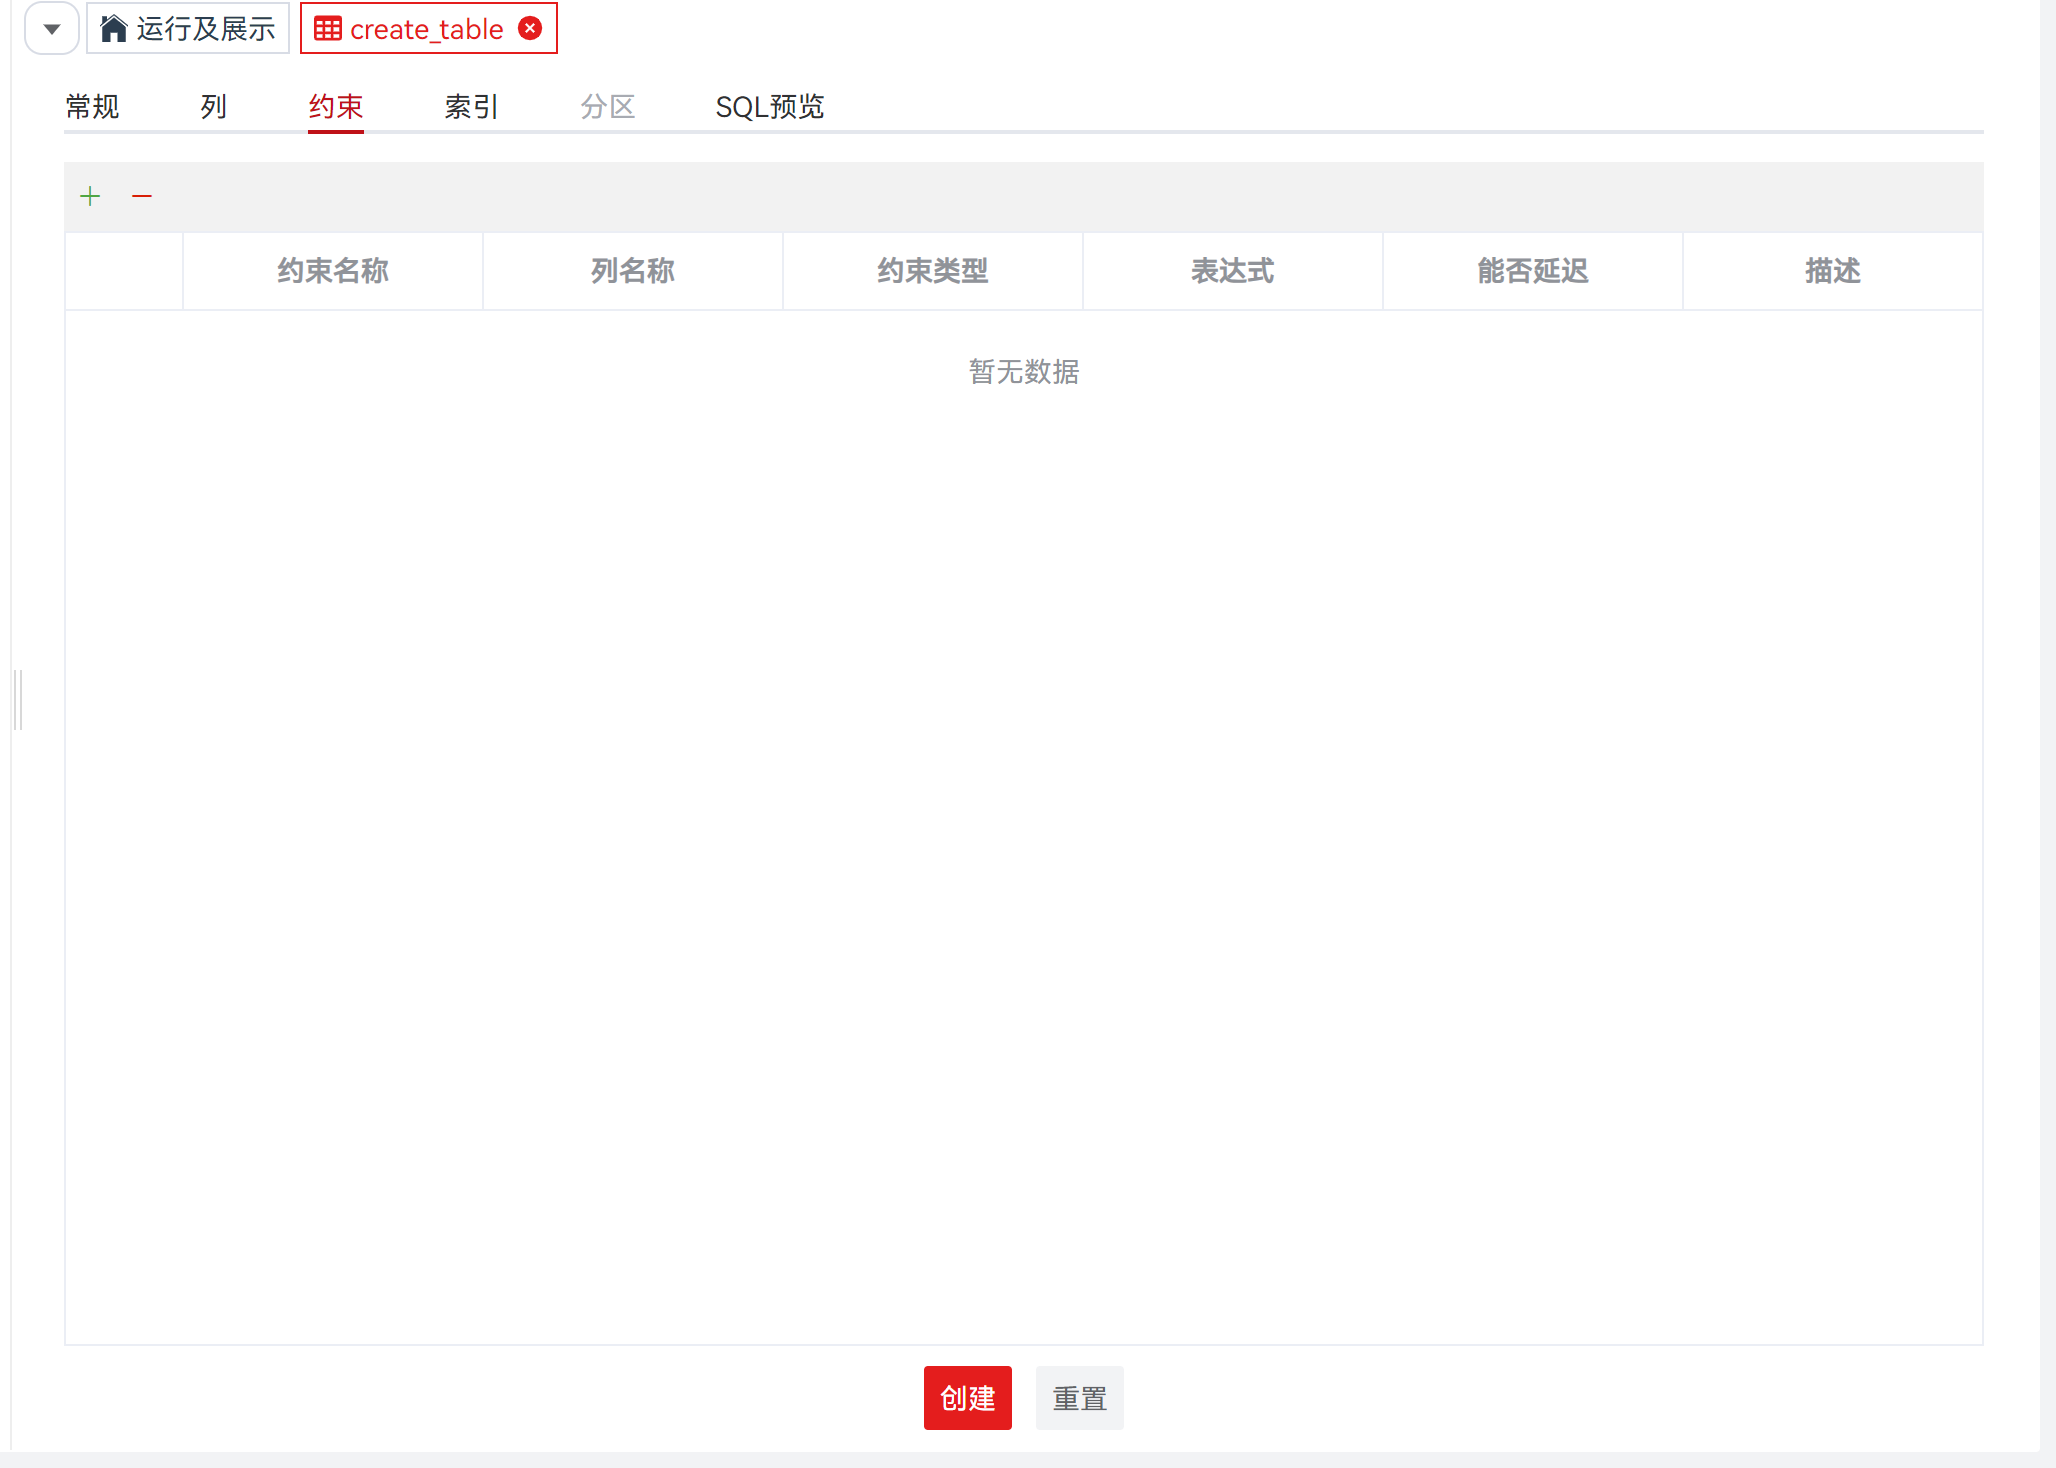 运行及展示 create_table
常规 列 约束 索引 分区 SQL预览
约束名称 列名称 约束类型 表达式 能否延迟 描述
暂无数据
创建 重置